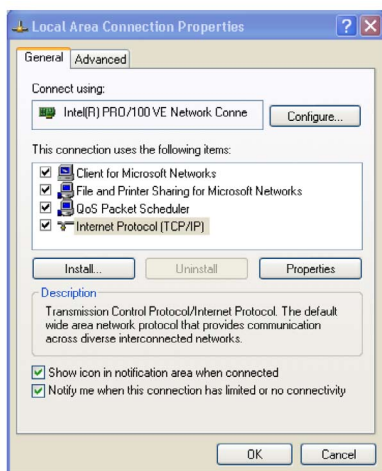 Local Area Connection Properties
General Advanced
Connect using:
Intel(R) PRO/100 VE Network Conne
Configure...
This connection uses the following items:
Client for Microsoft Networks
File and Printer Sharing for Microsoft Networks
QoS Packet Scheduler
Internet Protocol (TCP/IP)
Install... Uninstall Properties
Description
Transmission Control Protocol/Internet Protocol. The default
wide area network protocol that provides communication
across diverse interconnected networks.
Show icon in notification area when connected
Notify me when this connection has limited or no connectivity
OK Cancel